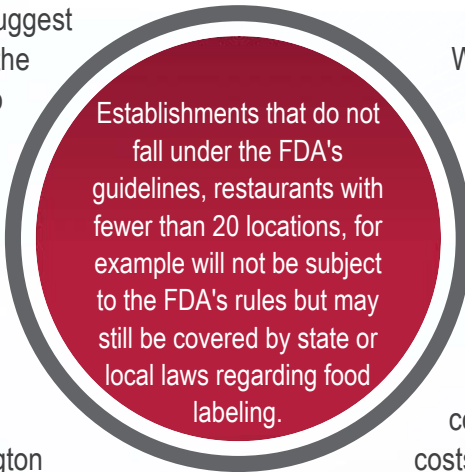 uggest
the
W
Establishments that do not
fall under the FDA's
guidelines, restaurants with
fewer than 20 locations, for
example will not be subject
to the FDA's rules but may
still be covered by state or
local laws regarding food
labeling.
costs
gton